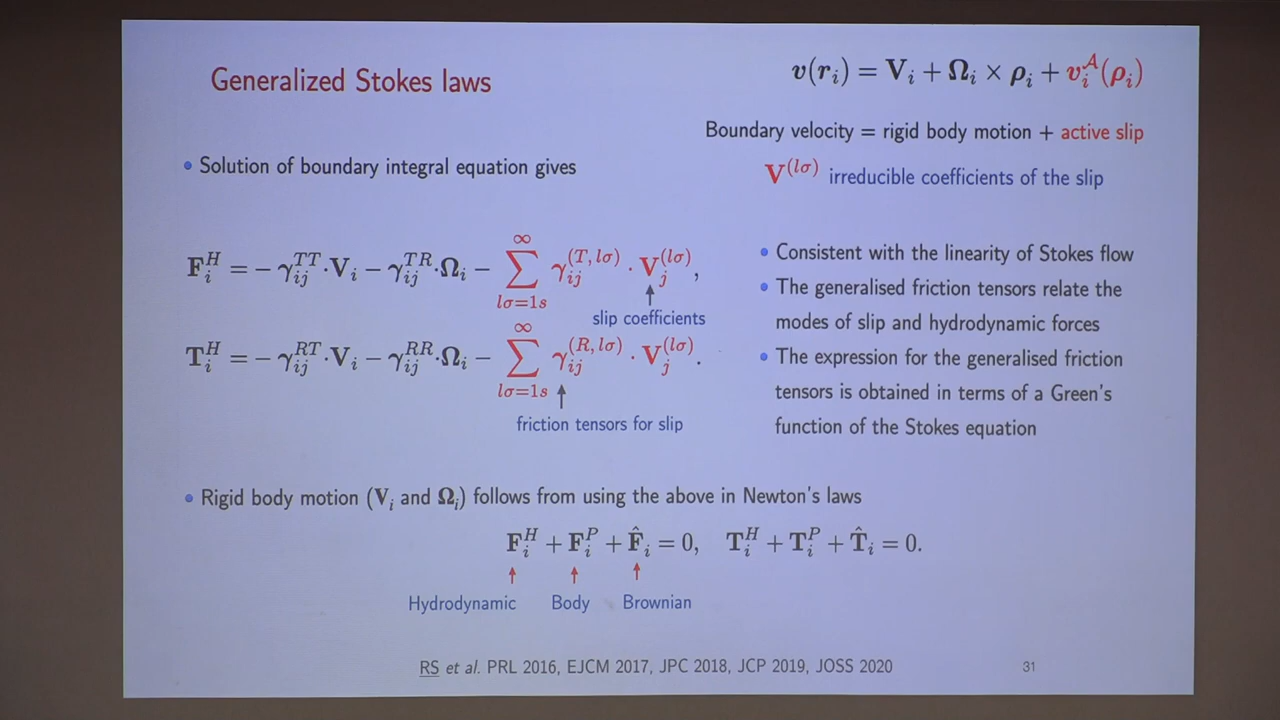 Generalized Stokes laws
v(r_i) = V_i + Ω_i × ρ_i + v_i^A(ρ_i)
Boundary velocity = rigid body motion + active slip
V^(lσ) irreducible coefficients of the slip
• Solution of boundary integral equation gives
F_i^H = − γ_ij^TT · V_i − γ_ij^TR · Ω_i − ∑_{lσ=1s}^∞ γ_ij^(T, lσ) · V_j^(lσ),
slip coefficients
T_i^H = − γ_ij^RT · V_i − γ_ij^RR · Ω_i − ∑_{lσ=1s}^∞ γ_ij^(R, lσ) · V_j^(lσ).
friction tensors for slip
• Consistent with the linearity of Stokes flow
• The generalised friction tensors relate the
modes of slip and hydrodynamic forces
• The expression for the generalised friction
tensors is obtained in terms of a Green's
function of the Stokes equation
• Rigid body motion (V_i and Ω_i) follows from using the above in Newton's laws
F_i^H + F_i^P + F̂_i = 0, T_i^H + T_i^P + T̂_i = 0.
Hydrodynamic Body Brownian
RS et al. PRL 2016, EJCM 2017, JPC 2018, JCP 2019, JOSS 2020
31